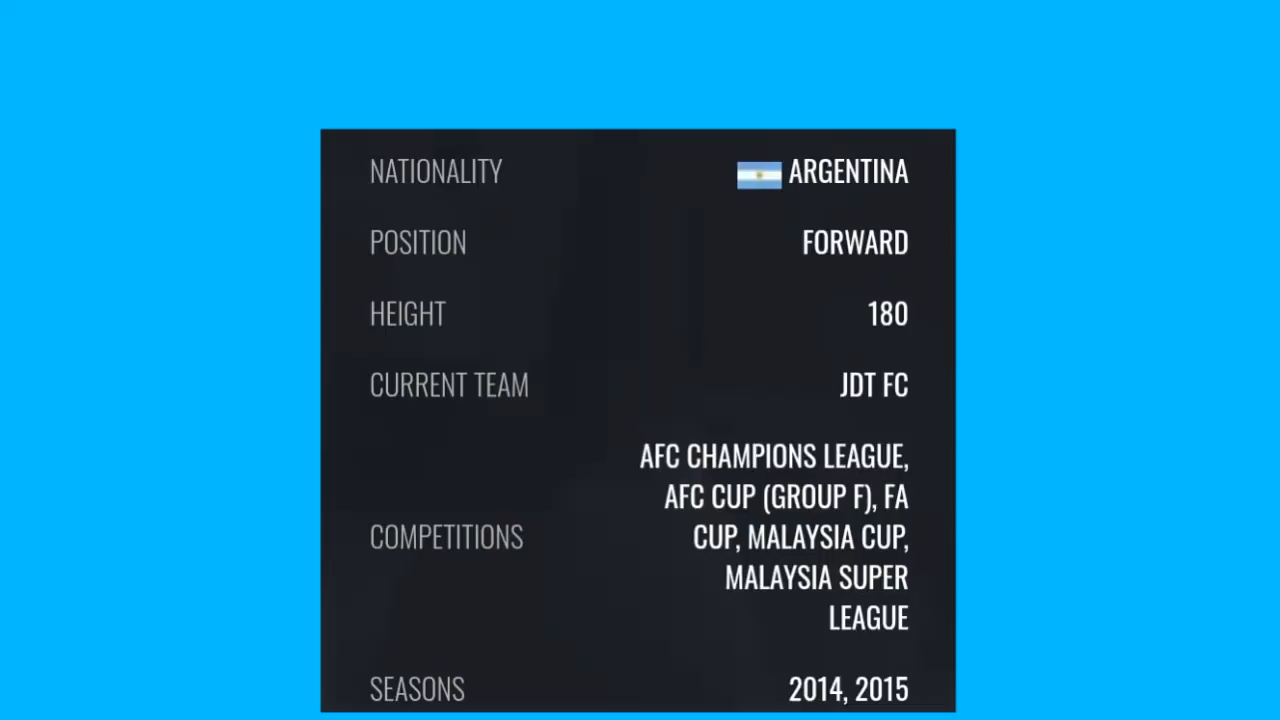 NATIONALITY ARGENTINA
POSITION FORWARD
HEIGHT 180
CURRENT TEAM JDT FC
AFC CHAMPIONS LEAGUE,
AFC CUP (GROUP F), FA
COMPETITIONS CUP, MALAYSIA CUP,
MALAYSIA SUPER
LEAGUE
SEASONS 2014, 2015